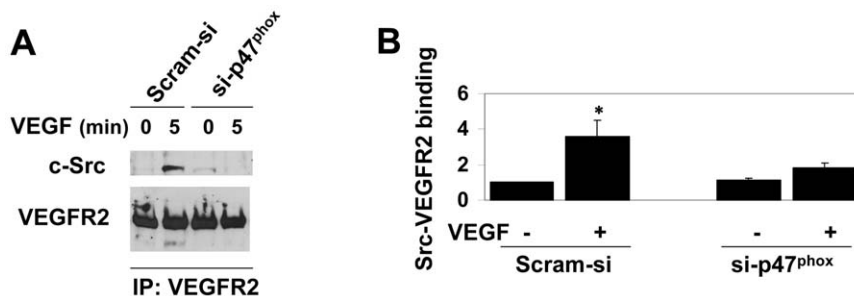 A
Scram-si
si-p47phox
VEGF (min) 0 5 0 5
c-Src
VEGFR2
IP: VEGFR2
B
Src-VEGFR2 binding
6
4
2
0
*
VEGF - + - +
Scram-si si-p47phox